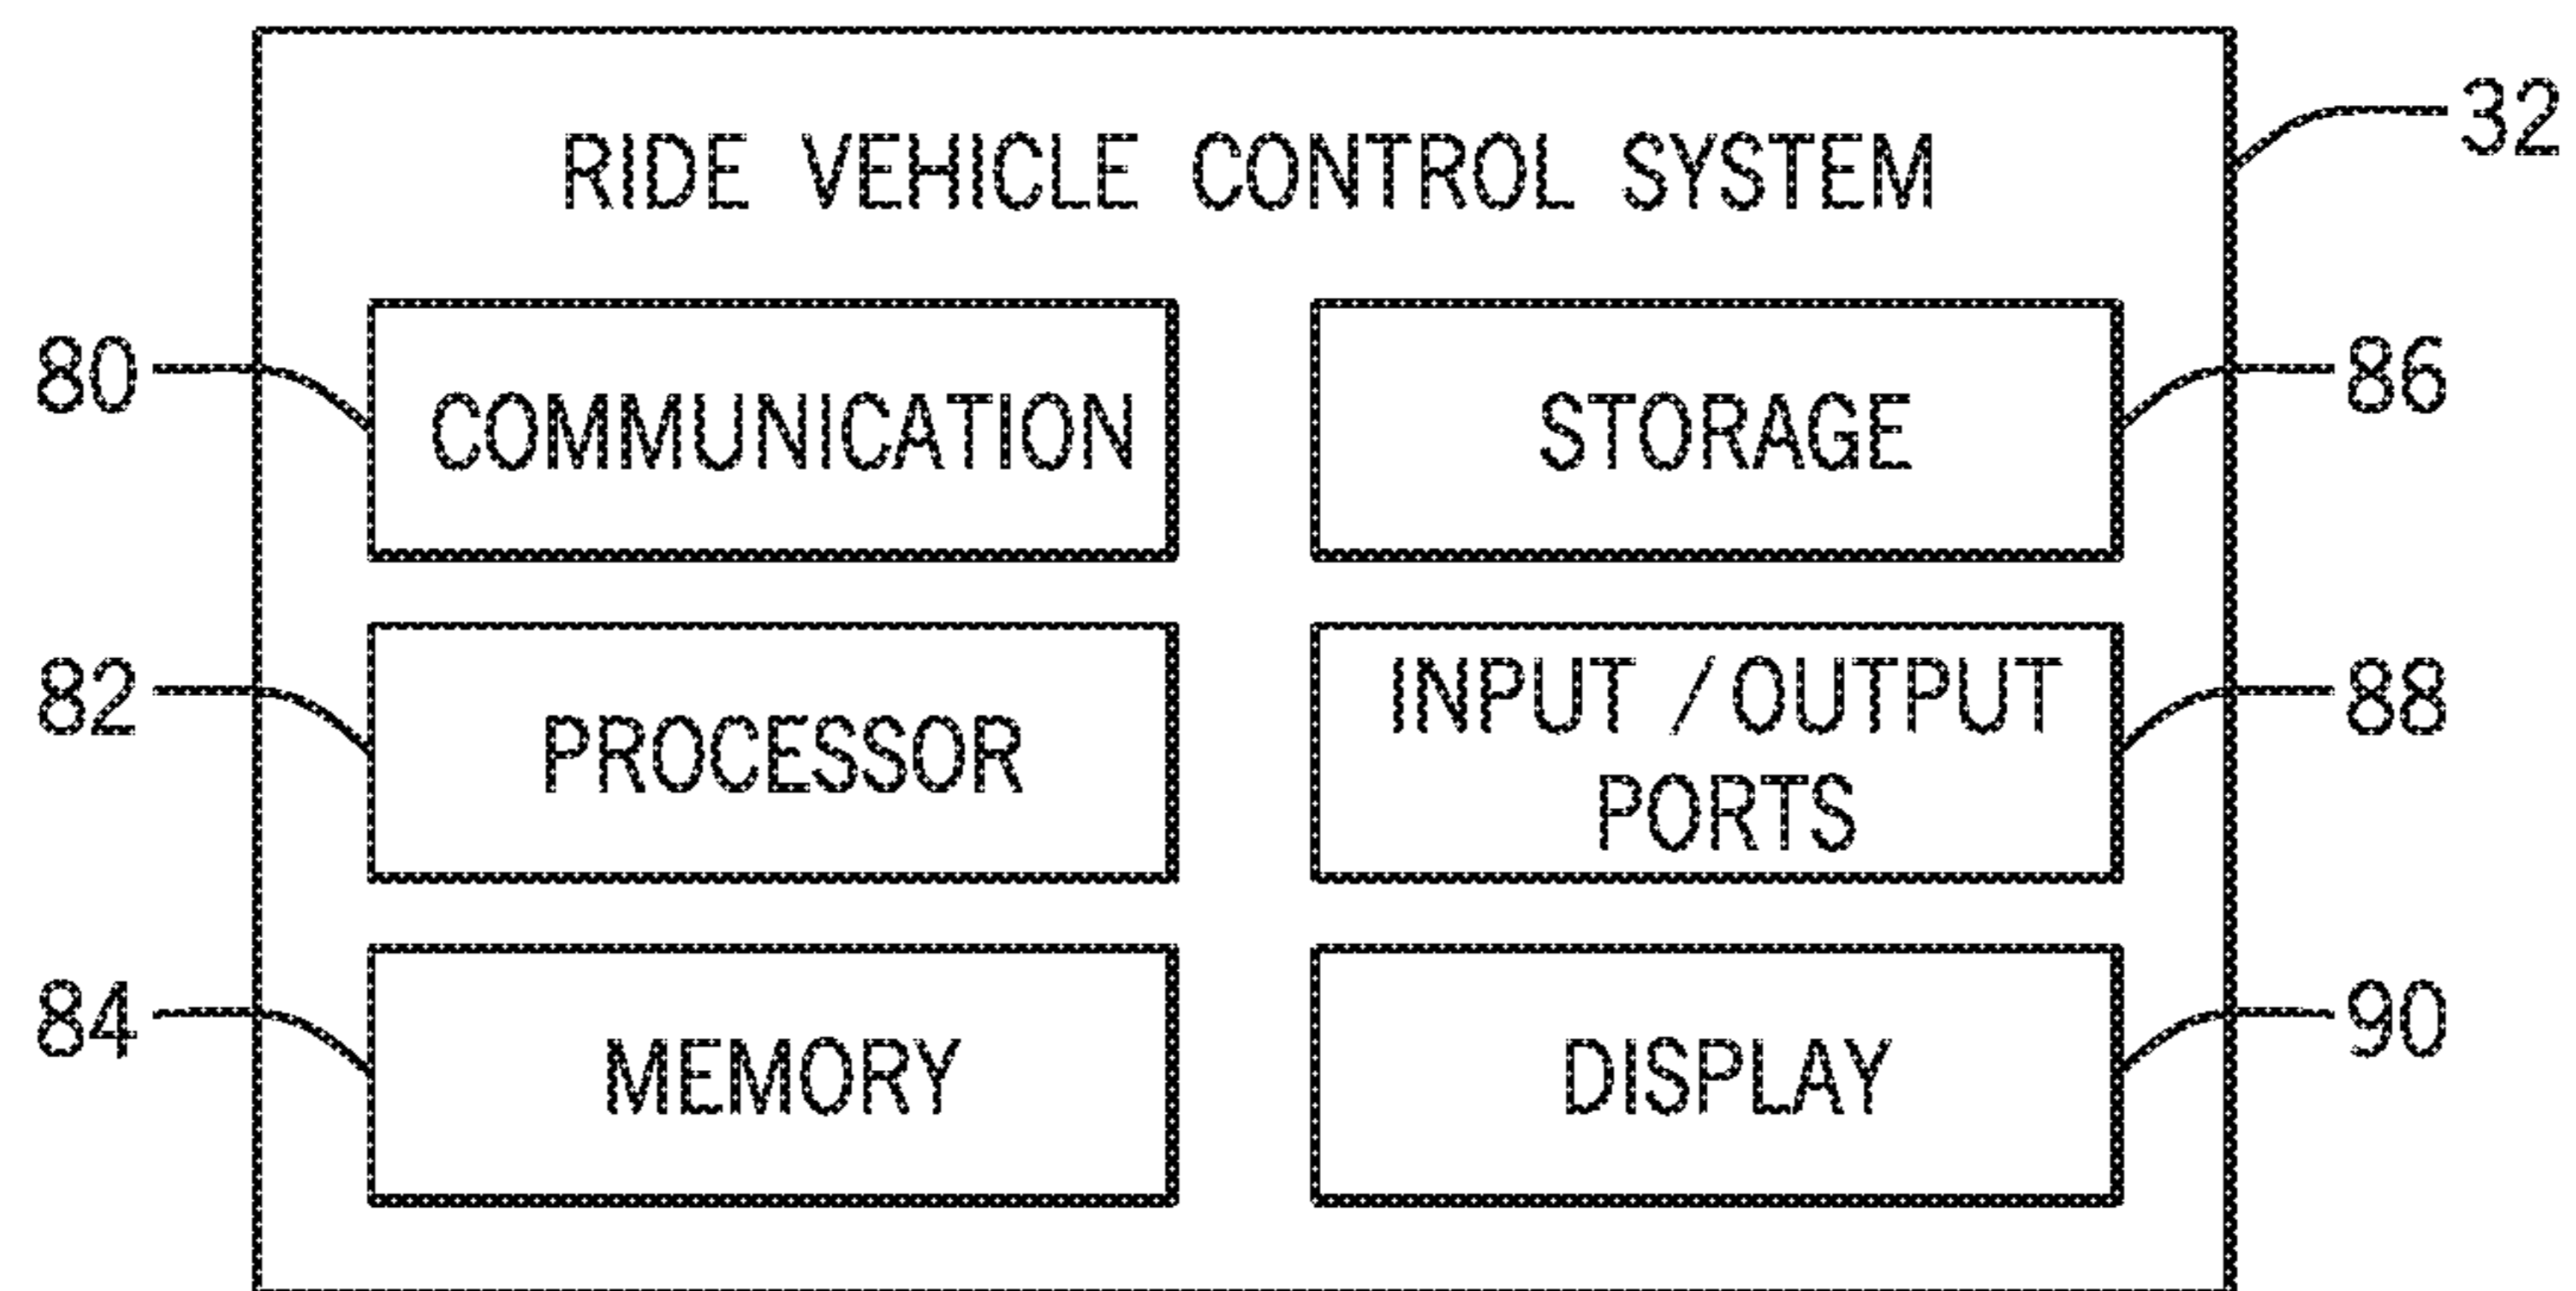 RIDE VEHICLE CONTROL SYSTEM
32
80
COMMUNICATION
STORAGE
86
82
PROCESSOR
INPUT /OUTPUT
PORTS
88
84
MEMORY
DISPLAY
90